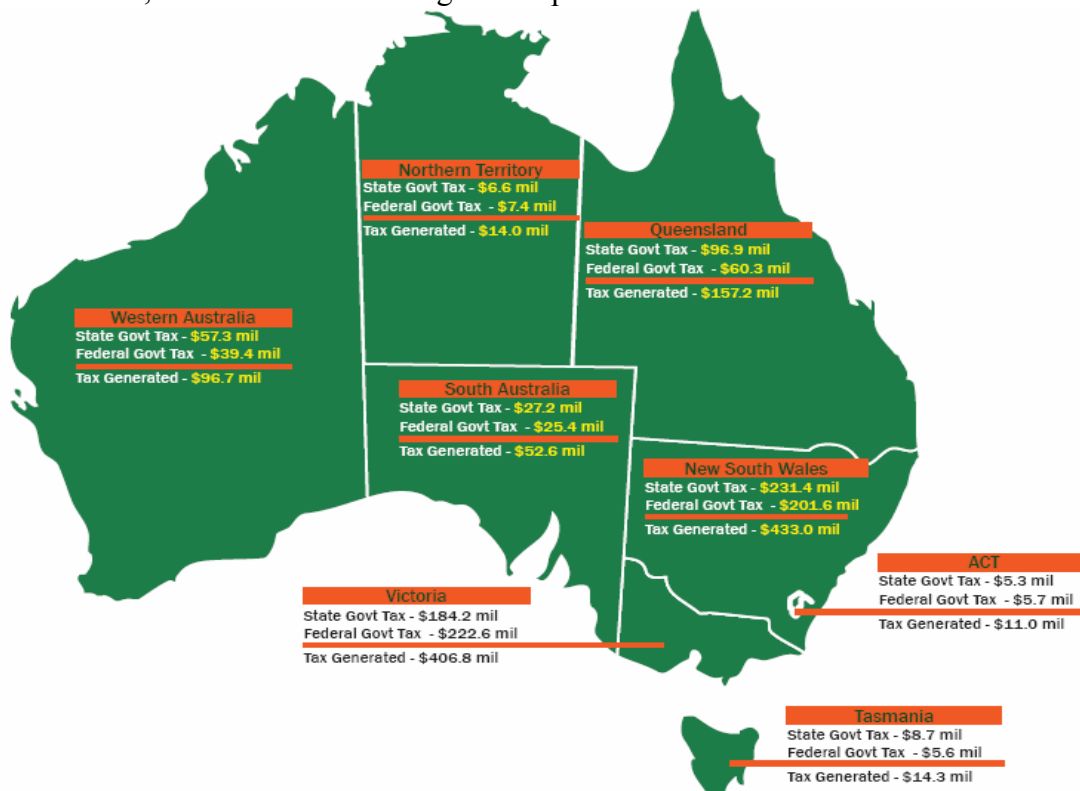 Northern Territory
State Govt Tax - $6.6 mil
Federal Govt Tax - $7.4 mil
Tax Generated - $14.0 mil
Queensland
State Govt Tax - $96.9 mil
Federal Govt Tax - $60.3 mil
Tax Generated - $157.2 mil
Western Australia
State Govt Tax - $57.3 mil
Federal Govt Tax - $39.4 mil
Tax Generated - $96.7 mil
South Australia
State Govt Tax - $27.2 mil
Federal Govt Tax - $25.4 mil
Tax Generated - $52.6 mil
New South Wales
State Govt Tax - $231.4 mil
Federal Govt Tax - $201.6 mil
Tax Generated - $433.0 mil
ACT
State Govt Tax - $5.3 mil
Federal Govt Tax - $5.7 mil
Tax Generated - $11.0 mil
Victoria
State Govt Tax - $184.2 mil
Federal Govt Tax - $222.6 mil
Tax Generated - $406.8 mil
Tasmania
State Govt Tax - $8.7 mil
Federal Govt Tax - $5.6 mil
Tax Generated - $14.3 mil